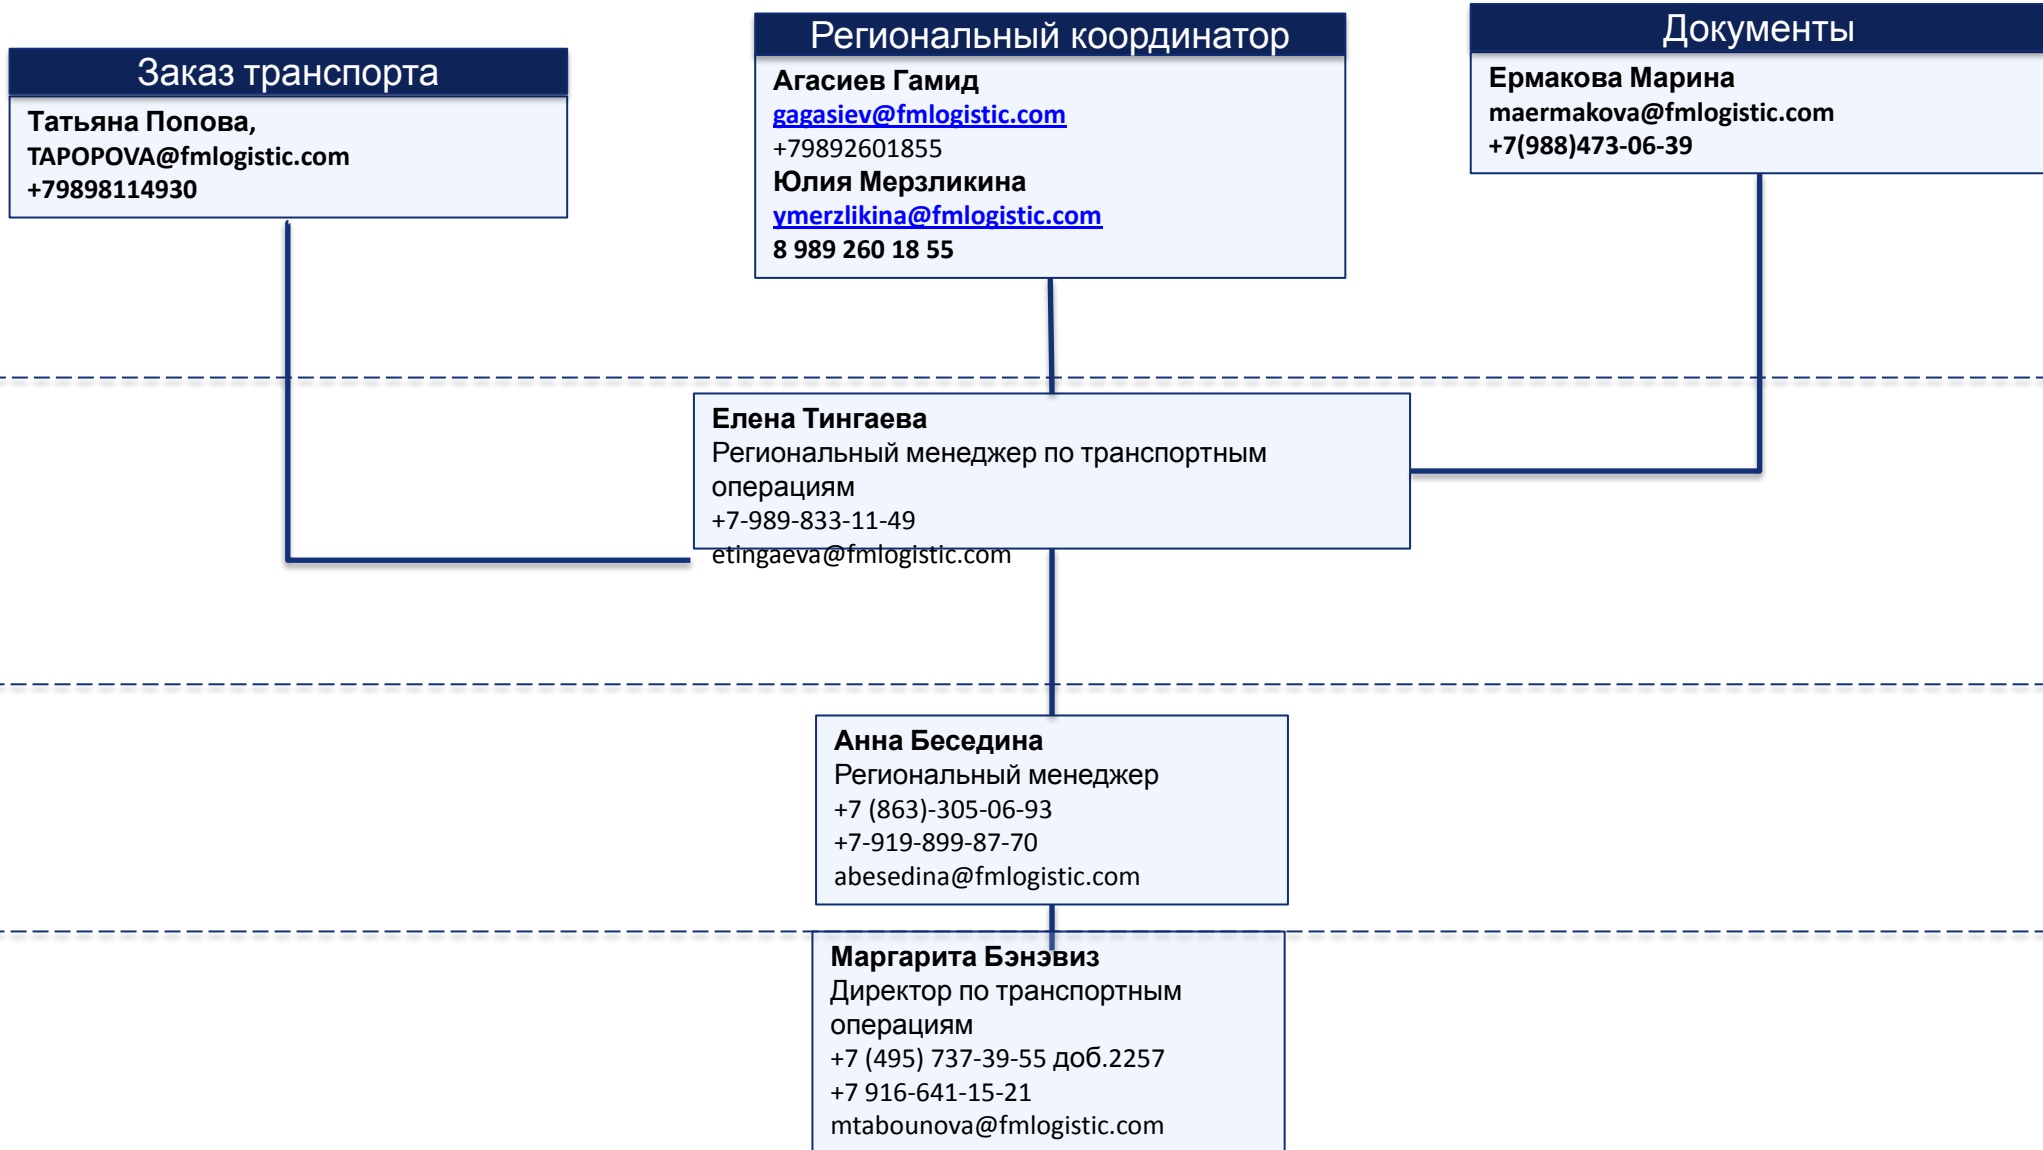 Заказ транспорта
Татьяна Попова,
TAPOPOVA@fmlogistic.com
+79898114930
Региональный координатор
Агасиев Гамид
gagasiev@fmlogistic.com
+79892601855
Юлия Мерзликина
ymerzlikina@fmlogistic.com
8 989 260 18 55
Документы
Ермакова Марина
maermakova@fmlogistic.com
+7(988)473-06-39
Елена Тингаева
Региональный менеджер по транспортным
операциям
+7-989-833-11-49
etingaeva@fmlogistic.com
Анна Беседина
Региональный менеджер
+7 (863)-305-06-93
+7-919-899-87-70
abesedina@fmlogistic.com
Маргарита Бэнэвиз
Директор по транспортным
операциям
+7 (495) 737-39-55 доб.2257
+7 916-641-15-21
mtabounova@fmlogistic.com